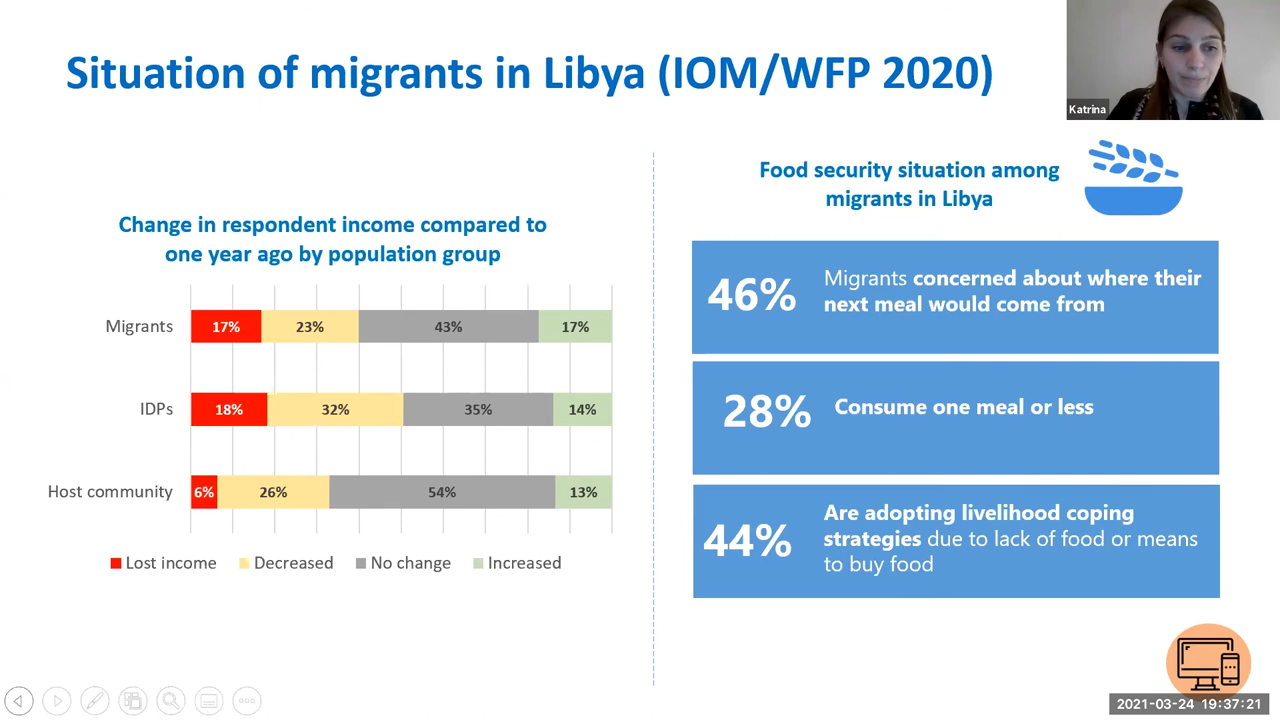 Situation of migrants in Libya (IOM/WFP 2020)
Katrina
Change in respondent income compared to
one year ago by population group
Migrants 17% 23% 43% 17%
IDPs 18% 32% 35% 14%
Host community 6% 26% 54% 13%
Lost income Decreased No change Increased
Food security situation among
migrants in Libya
46% Migrants concerned about where their
next meal would come from
28% Consume one meal or less
44% Are adopting livelihood coping
strategies due to lack of food or means
to buy food
2021-03-24 19:37:21